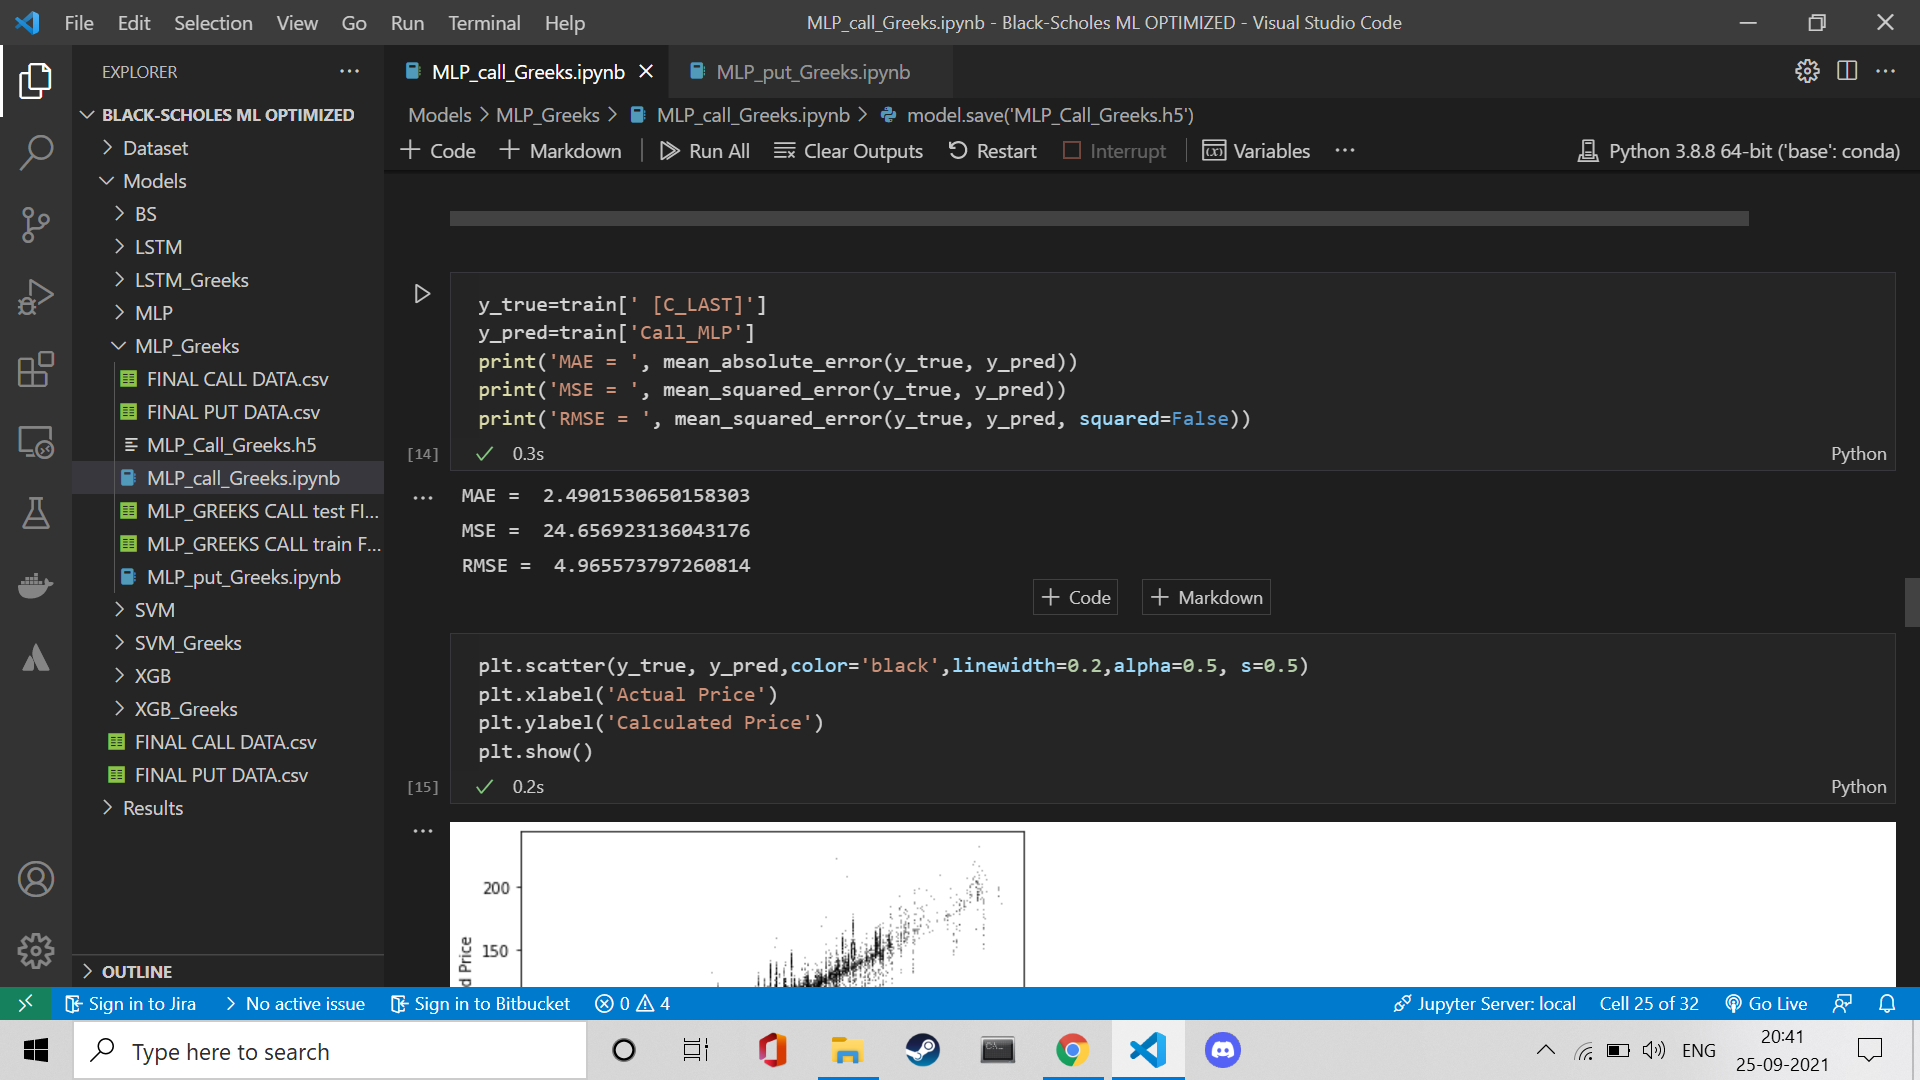 File Edit Selection View Go Run Terminal Help
MLP_call_Greeks.ipynb - Black-Scholes ML OPTIMIZED - Visual Studio Code
EXPLORER
BLACK-SCHOLES ML OPTIMIZED
Dataset
Models
BS
LSTM
LSTM_Greeks
MLP
MLP_Greeks
FINAL CALL DATA.csv
FINAL PUT DATA.csv
MLP_Call_Greeks.h5
MLP_call_Greeks.ipynb
MLP_GREEKS CALL test FI...
MLP_GREEKS CALL train F...
MLP_put_Greeks.ipynb
SVM
SVM_Greeks
XGB
XGB_Greeks
FINAL CALL DATA.csv
FINAL PUT DATA.csv
Results
OUTLINE
MLP_call_Greeks.ipynb MLP_put_Greeks.ipynb
Models > MLP_Greeks > MLP_call_Greeks.ipynb > model.save('MLP_Call_Greeks.h5')
+ Code + Markdown Run All Clear Outputs Restart Interrupt Variables ... Python 3.8.8 64-bit ('base': conda)
y_true=train[' [C_LAST]']
y_pred=train['Call_MLP']
print('MAE = ', mean_absolute_error(y_true, y_pred))
print('MSE = ', mean_squared_error(y_true, y_pred))
print('RMSE = ', mean_squared_error(y_true, y_pred, squared=False))
[14] 0.3s Python
MAE =  2.4901530650158303
MSE =  24.656923136043176
RMSE =  4.965573797260814
+ Code + Markdown
plt.scatter(y_true, y_pred,color='black',linewidth=0.2,alpha=0.5, s=0.5)
plt.xlabel('Actual Price')
plt.ylabel('Calculated Price')
plt.show()
[15] 0.2s Python
200
150
d Price
Sign in to Jira > No active issue Sign in to Bitbucket 0 4 Jupyter Server: local Cell 25 of 32 Go Live
Type here to search
ENG
20:41
25-09-2021